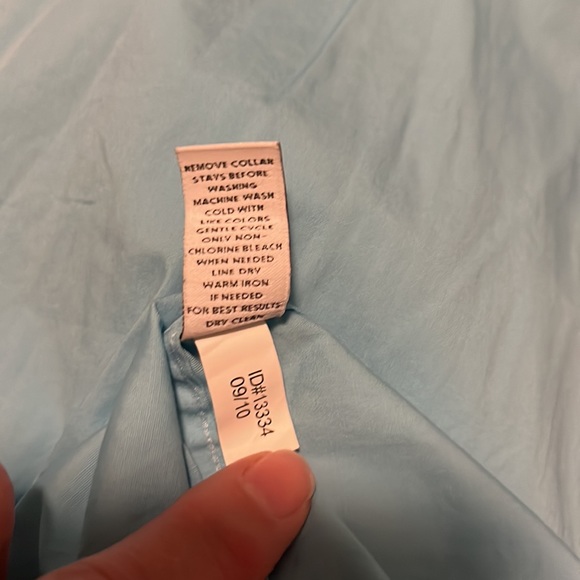 REMOVE COLLAR
STAYS BEFORE
WASHING
MACHINE WASH
COLD WITH
LIKE COLORS
GENTLE CYCLE
ONLY NON-
CHLORINE BLEACH
WHEN NEEDED
LINE DRY
WARM IRON
IF NEEDED
FOR BEST RESULTS
DRY CLEAN
ID#13334
09/10